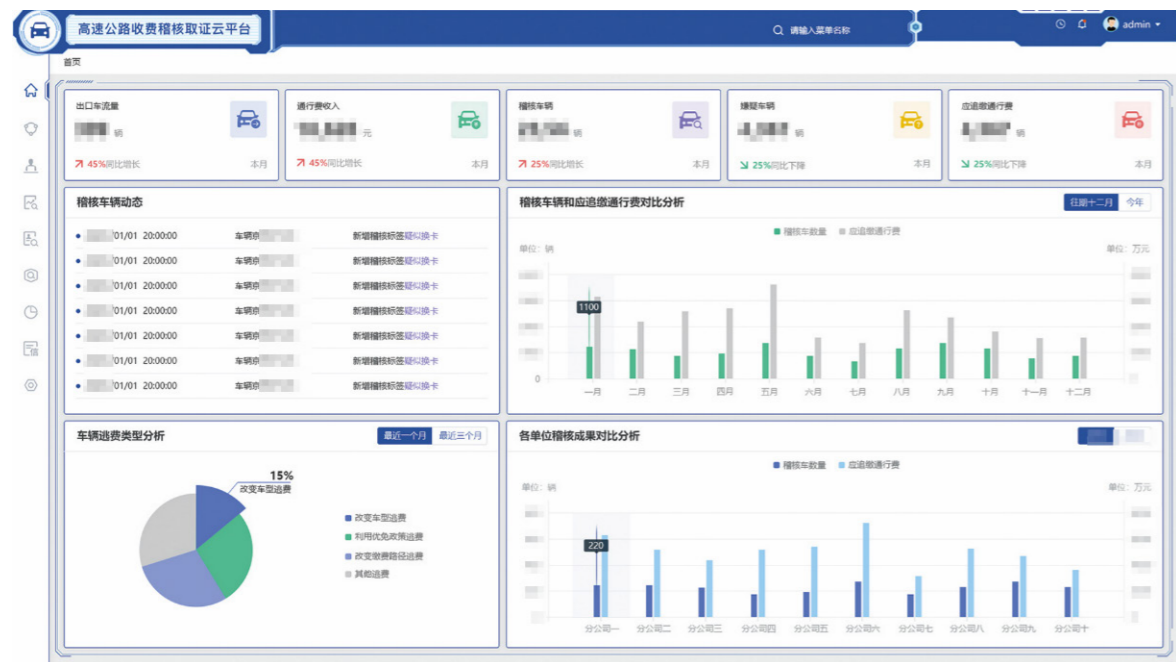 高速公路收费稽核取证云平台
请输入菜单名称
admin
首页
出口车流量
辆
45%同比增长 本月
通行费收入
元
45%同比增长 本月
稽核车辆
辆
25%同比增长 本月
嫌疑车辆
辆
25%同比下降 本月
应追缴通行费
辆
25%同比下降 本月
稽核车辆动态
/01/01 20:00:00 车辆京 新增稽核标签疑似换卡
/01/01 20:00:00 车辆京 新增稽核标签疑似换卡
/01/01 20:00:00 车辆京 新增稽核标签疑似换卡
/01/01 20:00:00 车辆京 新增稽核标签疑似换卡
/01/01 20:00:00 车辆京 新增稽核标签疑似换卡
/01/01 20:00:00 车辆京 新增稽核标签疑似换卡
/01/01 20:00:00 车辆京 新增稽核标签疑似换卡
稽核车辆和应追缴通行费对比分析
往期十二月 今年
稽核车数量 应追缴通行费
单位：辆 单位：万元
1100
0
一月 二月 三月 四月 五月 六月 七月 八月 九月 十月 十一月 十二月
车辆逃费类型分析
最近一个月 最近三个月
15%
改变车型逃费
改变车型逃费
利用优免政策逃费
改变缴费路径逃费
其他逃费
各单位稽核成果对比分析
稽核车数量 应追缴通行费
单位：辆 单位：万元
220
分公司一 分公司二 分公司三 分公司四 分公司五 分公司六 分公司七 分公司八 分公司九 分公司十